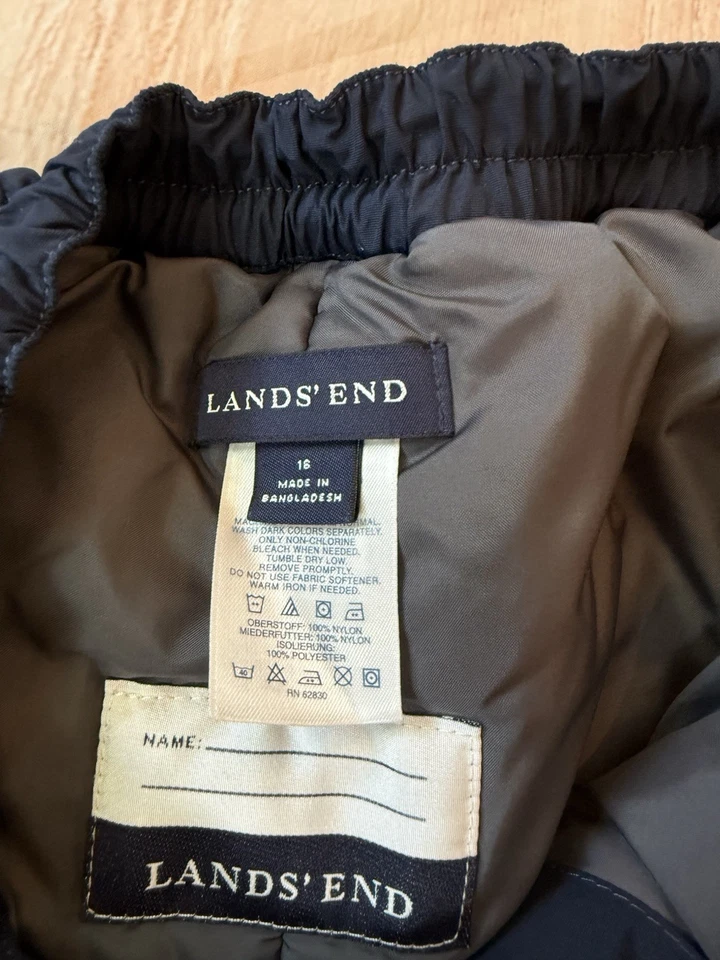 LANDS' END
16
MADE IN
BANGLADESH
WASH DARK COLORS SEPARATELY.
ONLY NON-CHLORINE
BLEACH WHEN NEEDED.
TUMBLE DRY LOW.
REMOVE PROMPTLY.
DO NOT USE FABRIC SOFTENER.
WARM IRON IF NEEDED.
OBERSTOFF: 100% NYLON
MIEDERFUTTER: 100% NYLON
ISOLIERUNG:
100% POLYESTER
40
RN 62830
NAME:
LANDS' END